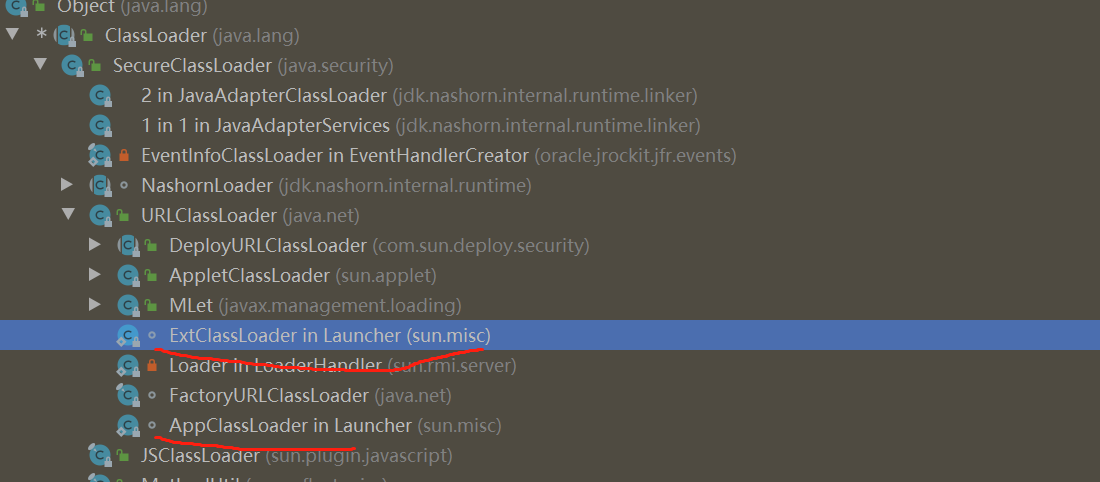 Object (java.lang)
* ClassLoader (java.lang)
SecureClassLoader (java.security)
2 in JavaAdapterClassLoader (jdk.nashorn.internal.runtime.linker)
1 in 1 in JavaAdapterServices (jdk.nashorn.internal.runtime.linker)
EventInfoClassLoader in EventHandlerCreator (oracle.jrockit.jfr.events)
NashornLoader (jdk.nashorn.internal.runtime)
URLClassLoader (java.net)
DeployURLClassLoader (com.sun.deploy.security)
AppletClassLoader (sun.applet)
MLet (javax.management.loading)
ExtClassLoader in Launcher (sun.misc)
Loader in LoaderHandler (sun.rmi.server)
FactoryURLClassLoader (java.net)
AppClassLoader in Launcher (sun.misc)
JSClassLoader (sun.plugin.javascript)